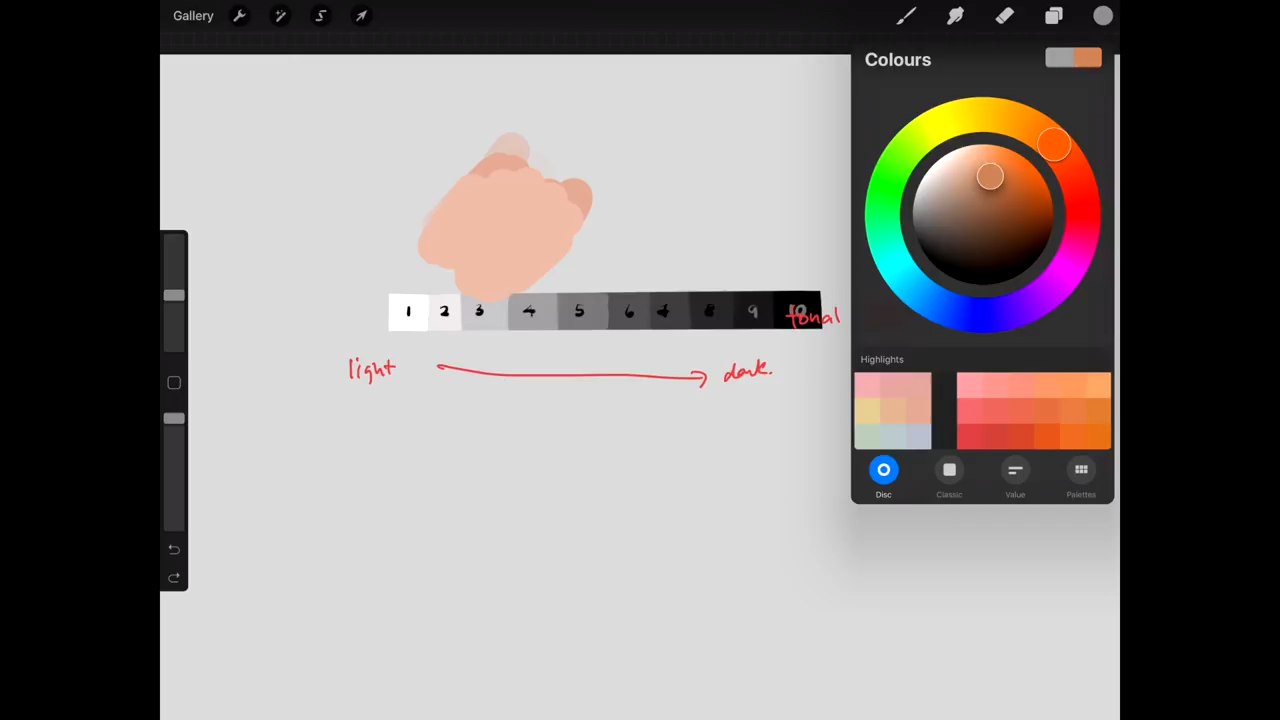 Gallery
Colours
1 2 3 4 5 6 8 9 10
tonal
light
dark.
Highlights
Disc Classic Value Palettes